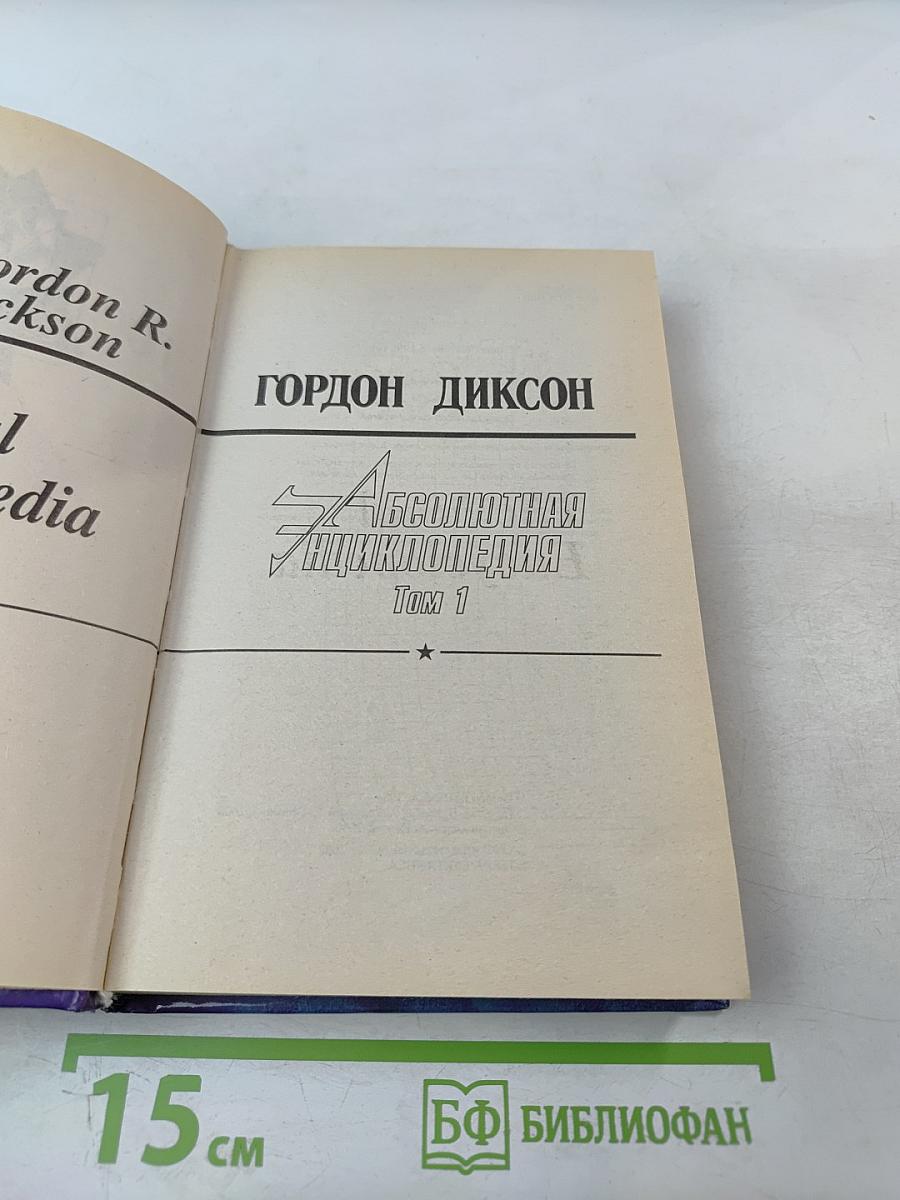 ordon R.
ckson
l
edia
ГОРДОН ДИКСОН
АБСОЛЮТНАЯ
ЭНЦИКЛОПЕДИЯ
Том 1
15 см
БФ БИБЛИОФАН